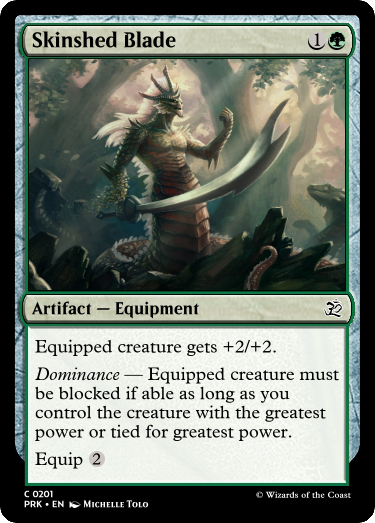 Skinshed Blade 1
Artifact — Equipment
Equipped creature gets +2/+2.
Dominance — Equipped creature must
be blocked if able as long as you
control the creature with the greatest
power or tied for greatest power.
Equip 2
C 0201
PRK • EN Michelle Tolo
© Wizards of the Coast